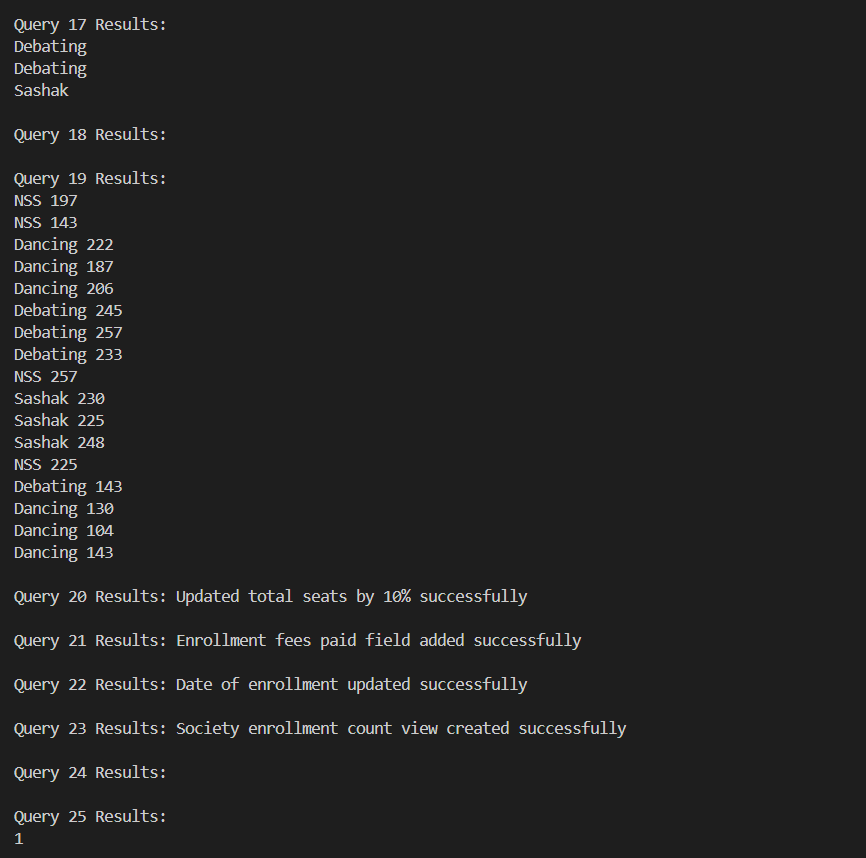 Query 17 Results:
Debating
Debating
Sashak
Query 18 Results:
Query 19 Results:
NSS 197
NSS 143
Dancing 222
Dancing 187
Dancing 206
Debating 245
Debating 257
Debating 233
NSS 257
Sashak 230
Sashak 225
Sashak 248
NSS 225
Debating 143
Dancing 130
Dancing 104
Dancing 143
Query 20 Results: Updated total seats by 10% successfully
Query 21 Results: Enrollment fees paid field added successfully
Query 22 Results: Date of enrollment updated successfully
Query 23 Results: Society enrollment count view created successfully
Query 24 Results:
Query 25 Results:
1